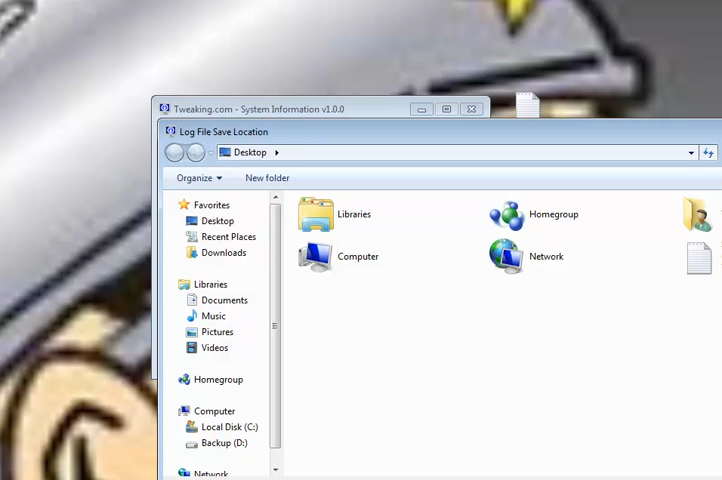 Tweaking.com - System Information v1.0.0
Log File Save Location
Desktop
Organize
New folder
Favorites
Desktop
Recent Places
Downloads
Libraries
Documents
Music
Pictures
Videos
Homegroup
Computer
Local Disk (C:)
Backup (D:)
Network
Libraries
Homegroup
Computer
Network